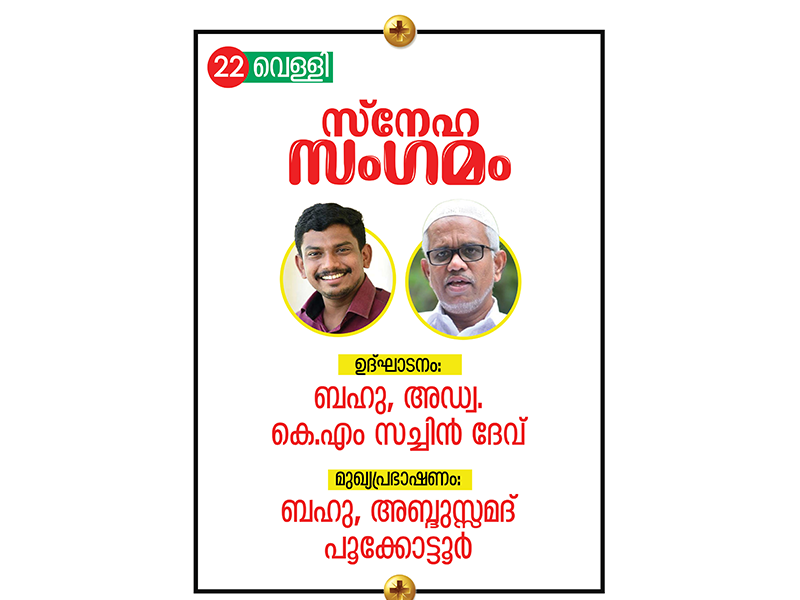 22 വെള്ളി
സ്നേഹ
സംഗമം
ഉദ്ഘാടനം:
ബഹു, അഡ്വ.
കെ.എം സച്ചിൻ ദേവ്
മുഖ്യപ്രഭാഷണം:
ബഹു, അബ്ദുസ്സമദ്
പൂക്കോട്ടൂർ